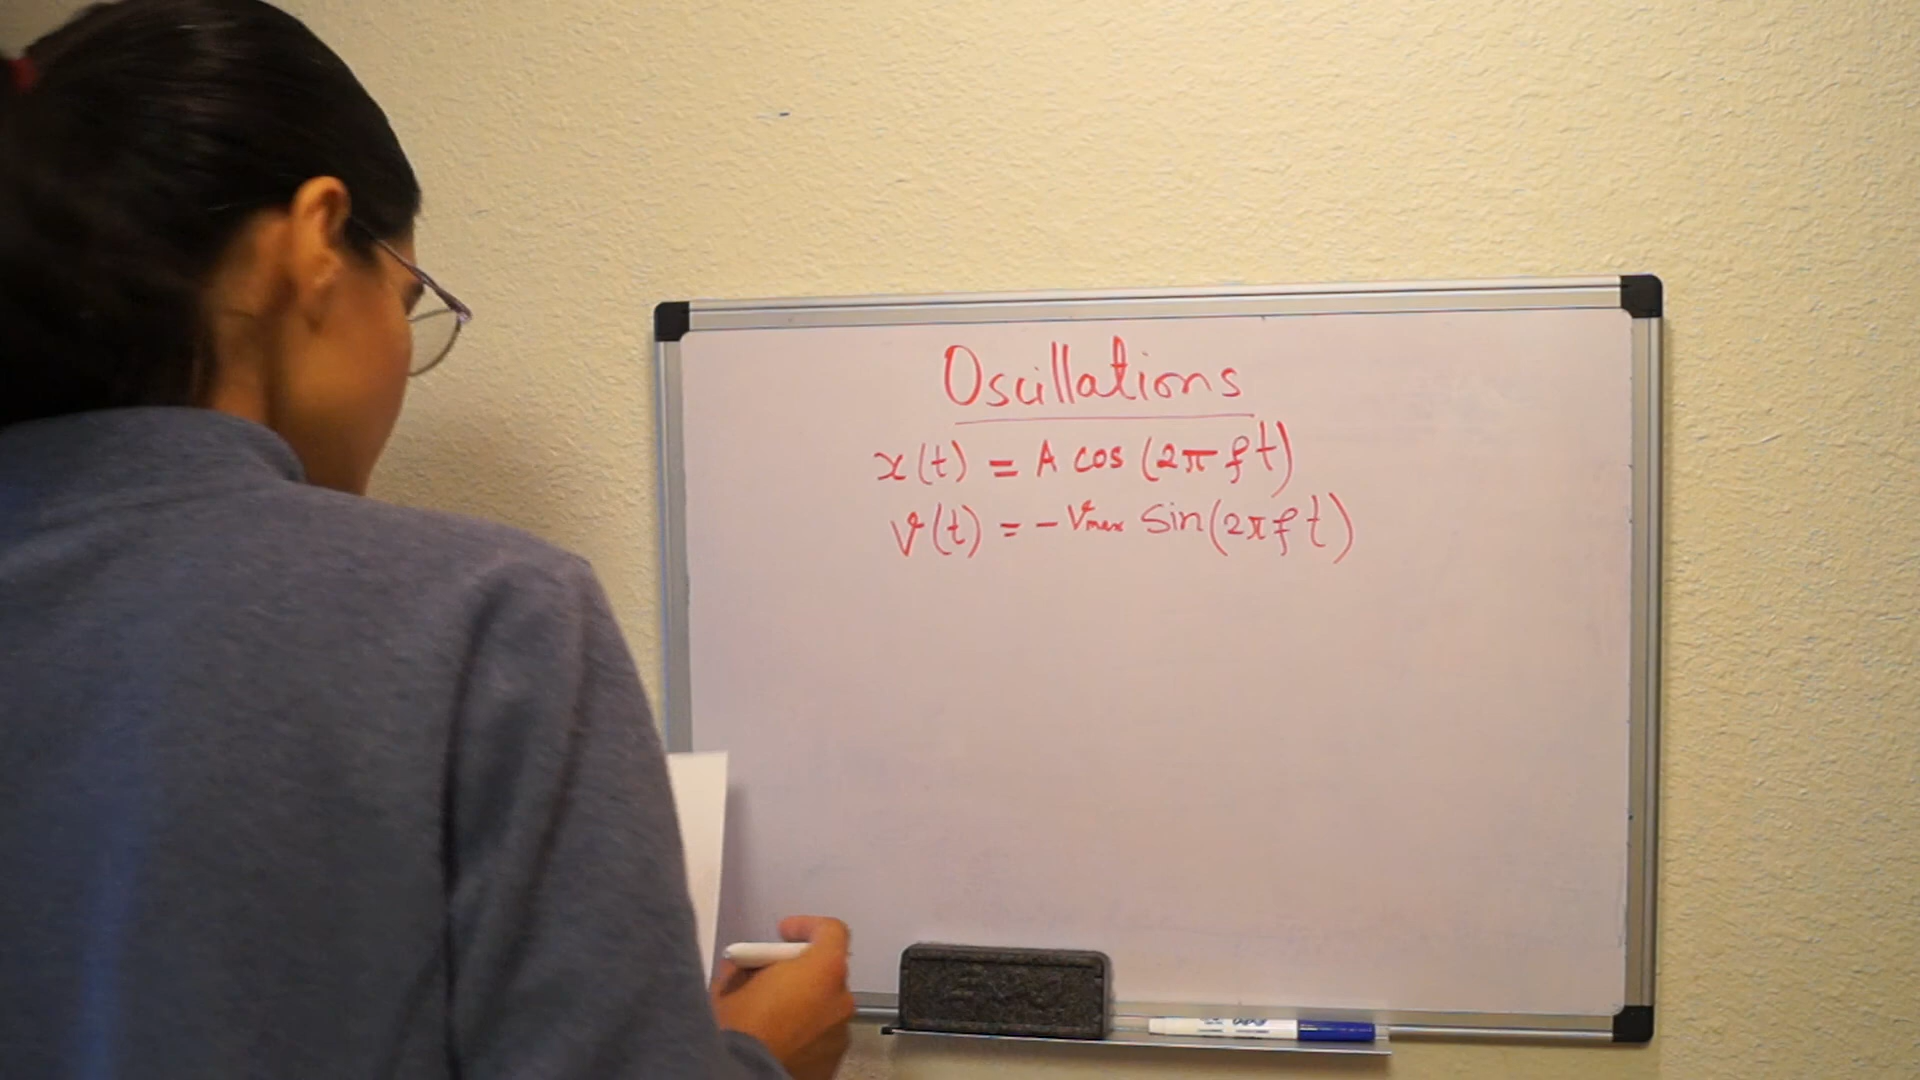 Oscillations
x(t) = A cos (2π f t)
v(t) = - vmax sin (2π f t)